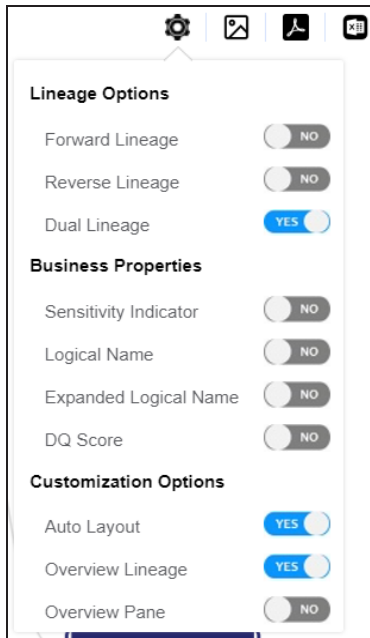 Lineage Options
Forward Lineage NO
Reverse Lineage NO
Dual Lineage YES
Business Properties
Sensitivity Indicator NO
Logical Name NO
Expanded Logical Name NO
DQ Score NO
Customization Options
Auto Layout YES
Overview Lineage YES
Overview Pane NO